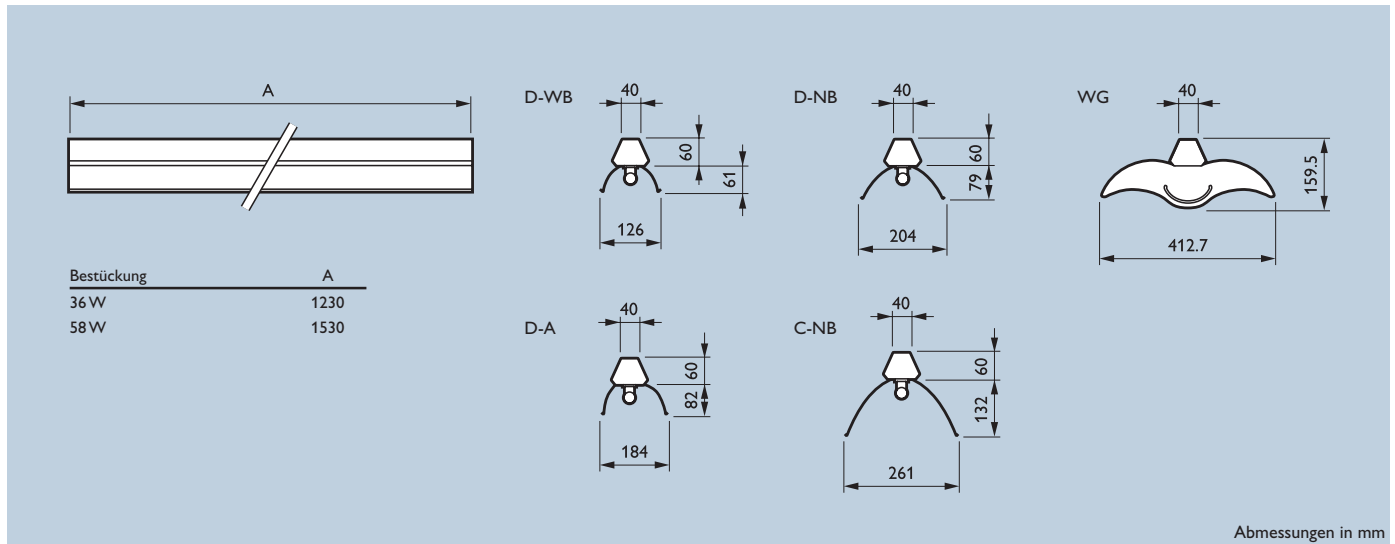 A
Bestückung A
36 W 1230
58 W 1530
D-WB
40
60
61
126
D-NB
40
60
79
204
WG
40
159.5
412.7
D-A
40
60
82
184
C-NB
40
60
132
261
Abmessungen in mm